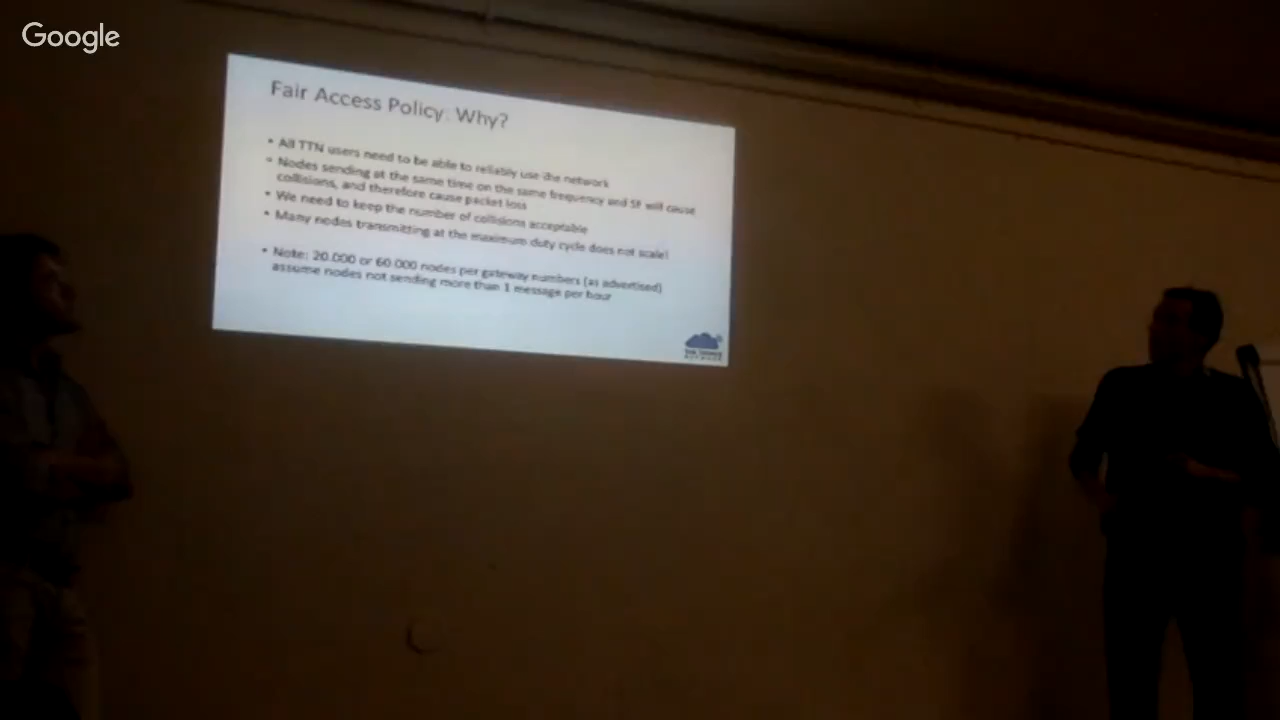 Google
Fair Access Policy: Why?
• All TTN users need to be able to reliably use the network
• Nodes sending at the same time on the same frequency and SF will cause
collisions, and therefore cause packet loss
• We need to keep the number of collisions acceptable
• Many nodes transmitting at the maximum duty cycle does not scale!
• Note: 20.000 or 60.000 nodes per gateway numbers (as advertised)
assume nodes not sending more than 1 message per hour
THE THINGS
NETWORK